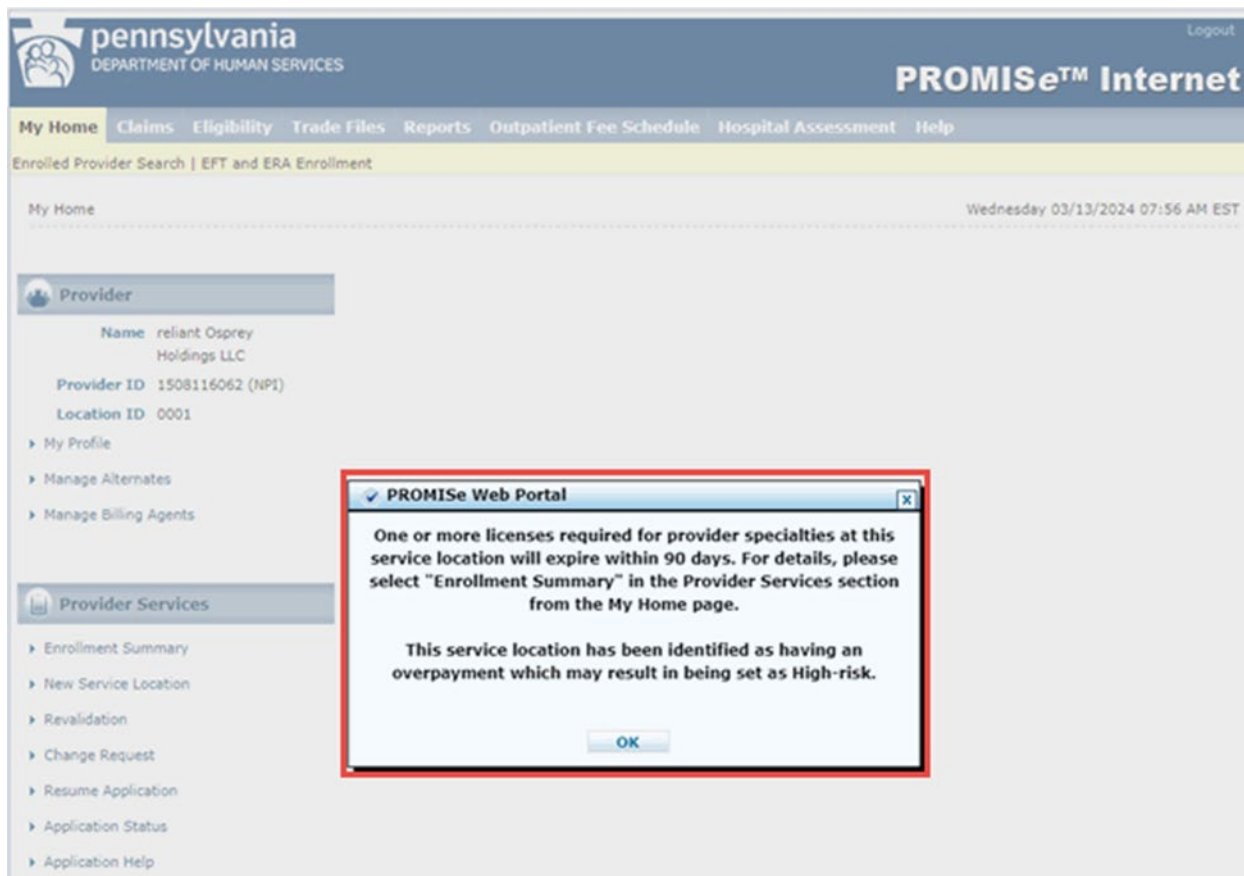 pennsylvania
DEPARTMENT OF HUMAN SERVICES
Logout
PROMISe™ Internet
My Home Claims Eligibility Trade Files Reports Outpatient Fee Schedule Hospital Assessment Help
Enrolled Provider Search | EFT and ERA Enrollment
My Home
Wednesday 03/13/2024 07:56 AM EST
Provider
Name reliant Osprey
Holdings LLC
Provider ID 1508116062 (NPI)
Location ID 0001
My Profile
Manage Alternates
Manage Billing Agents
Provider Services
Enrollment Summary
New Service Location
Revalidation
Change Request
Resume Application
Application Status
Application Help
PROMISe Web Portal
x
One or more licenses required for provider specialties at this
service location will expire within 90 days. For details, please
select "Enrollment Summary" in the Provider Services section
from the My Home page.
This service location has been identified as having an
overpayment which may result in being set as High-risk.
OK